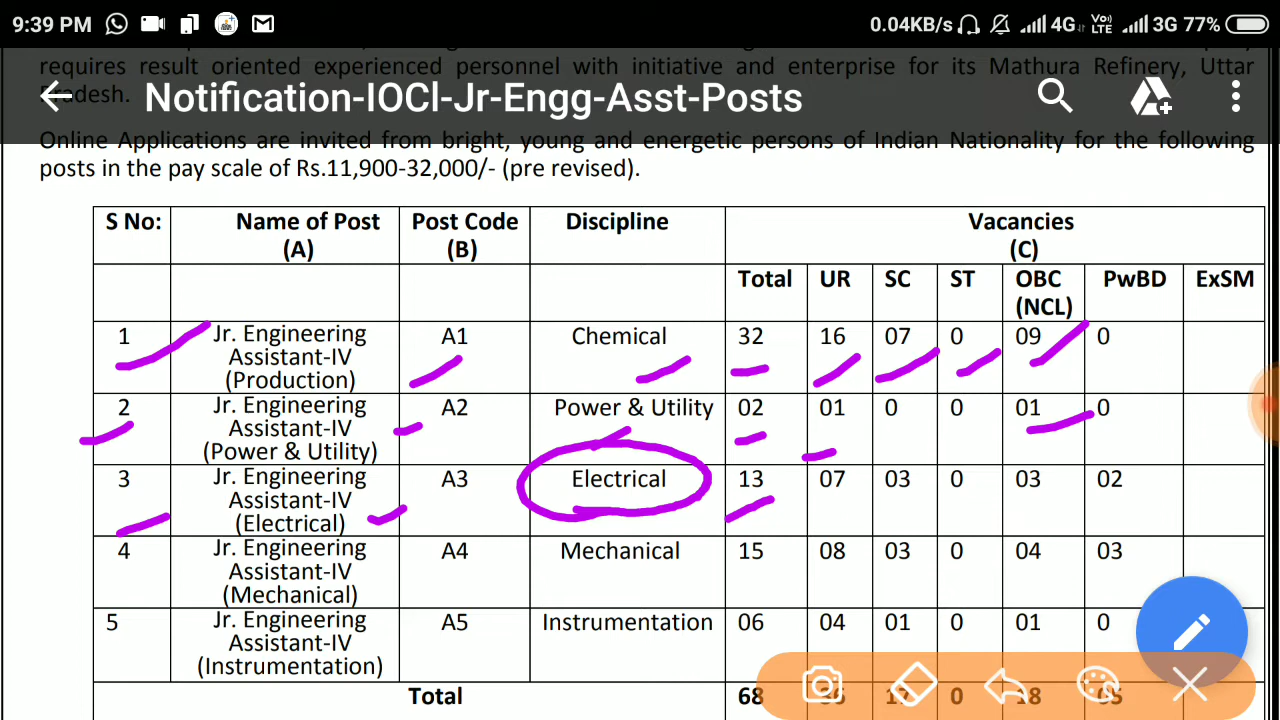 9:39 PM 0.04KB/s 4G VoJ LTE 3G 77%
requires result oriented experienced personnel with initiative and enterprise for its Mathura Refinery, Uttar
Pradesh.
Notification-IOCl-Jr-Engg-Asst-Posts
Online Applications are invited from bright, young and energetic persons of Indian Nationality for the following
posts in the pay scale of Rs.11,900-32,000/- (pre revised).
S No: Name of Post Post Code Discipline Vacancies
(A) (B) (C)
Total UR SC ST OBC PwBD ExSM
(NCL)
1 Jr. Engineering A1 Chemical 32 16 07 0 09 0
Assistant-IV
(Production)
2 Jr. Engineering A2 Power & Utility 02 01 0 0 01 0
Assistant-IV
(Power & Utility)
3 Jr. Engineering A3 Electrical 13 07 03 0 03 02
Assistant-IV
(Electrical)
4 Jr. Engineering A4 Mechanical 15 08 03 0 04 03
Assistant-IV
(Mechanical)
5 Jr. Engineering A5 Instrumentation 06 04 01 0 01 0
Assistant-IV
(Instrumentation)
Total 68 36 0 18 05